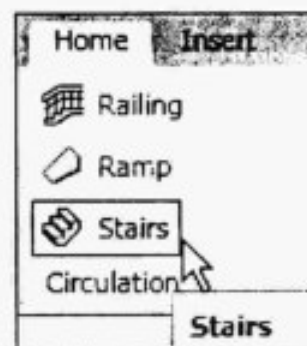 Home Insert
Railing
Ramp
Stairs
Circulation
Stairs